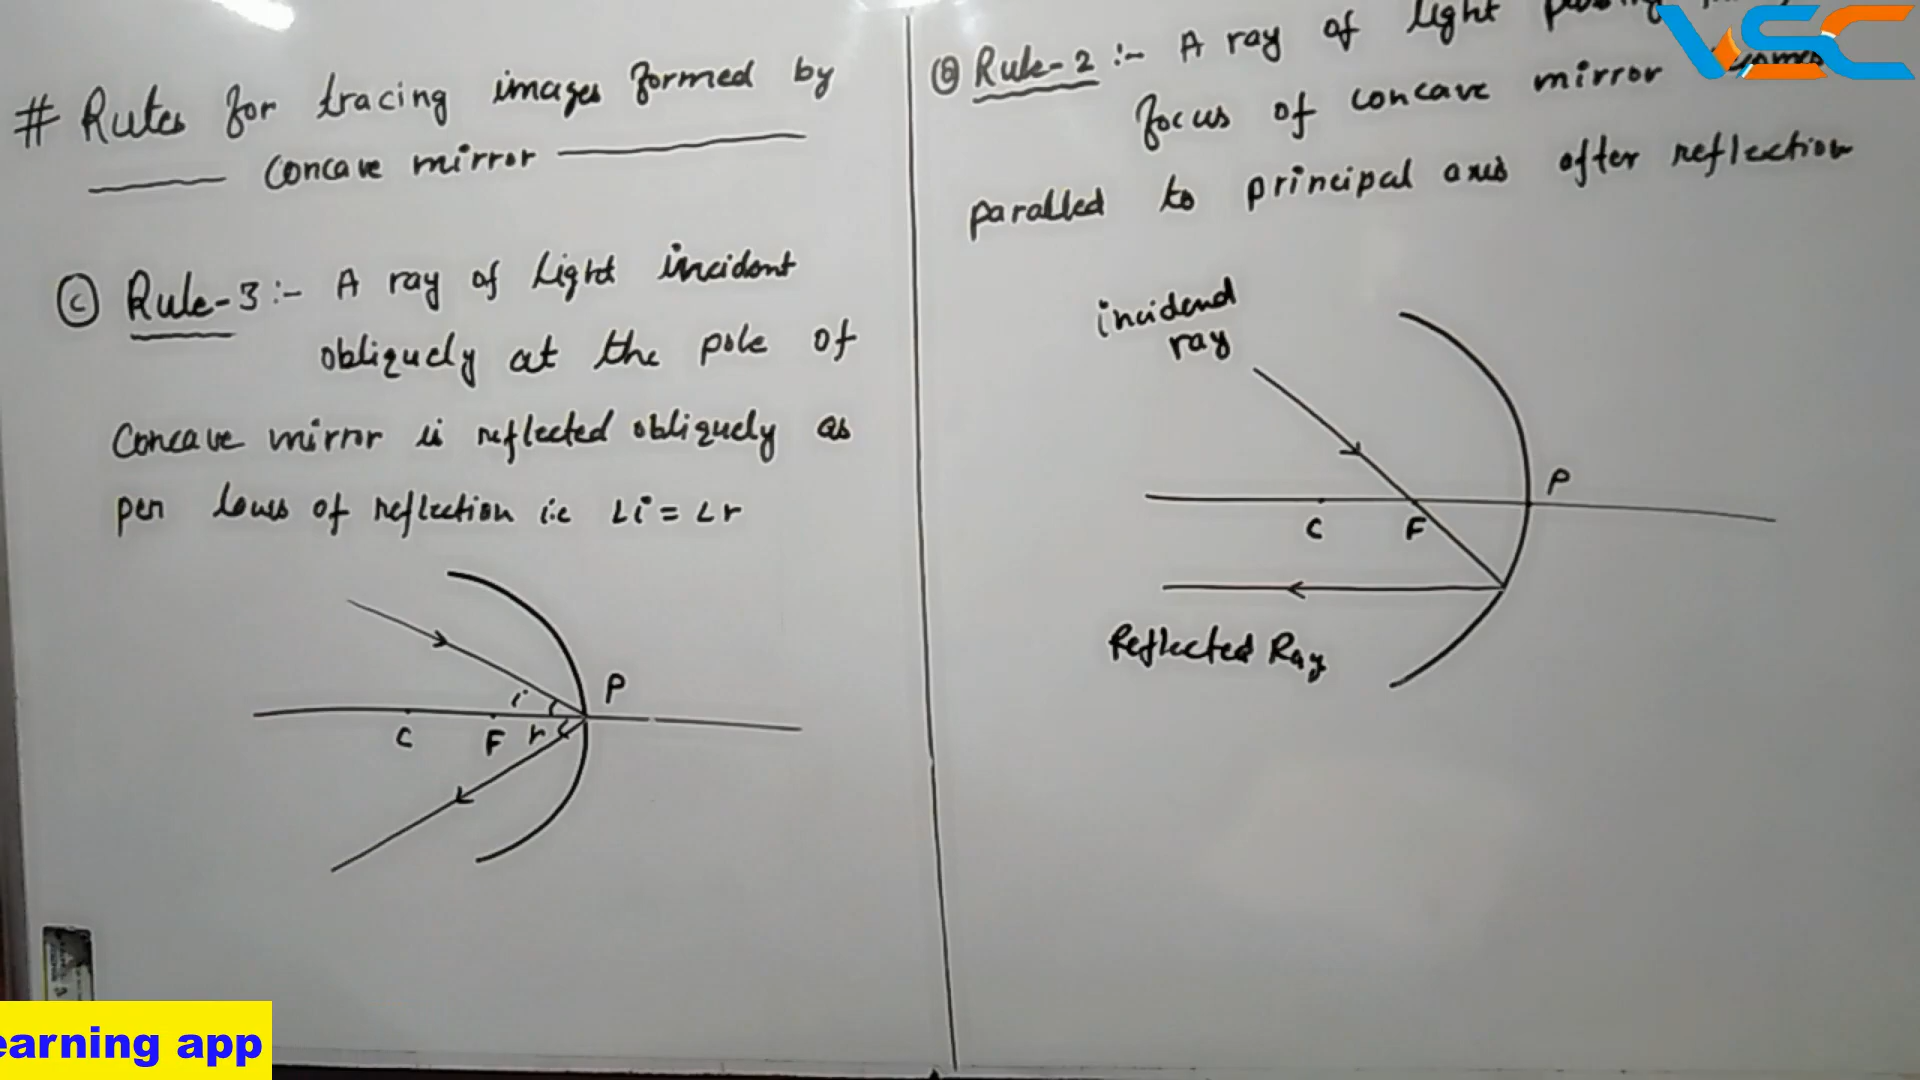 # Rules for tracing images formed by
concave mirror
(c) Rule-3:- A ray of Light incident
obliquely at the pole of
Concave mirror is reflected obliquely as
per laws of reflection i.e ∠i = ∠r
i
P
C
F
r
(B) Rule-2:- A ray of light
focus of concave mirror
parallel to principal axis after reflection
incidend
ray
P
C
F
Reflected Ray
VSC
earning app